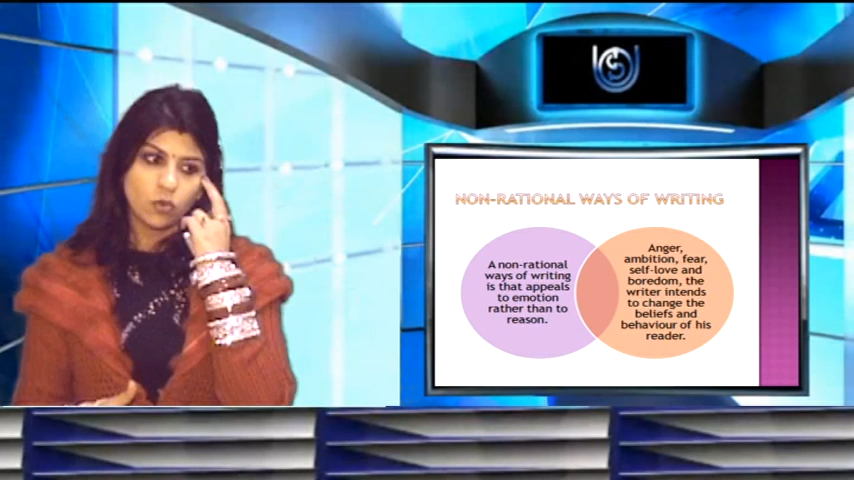 NON-RATIONAL WAYS OF WRITING
A non-rational
ways of writing
is that appeals
to emotion
rather than to
reason.
Anger,
ambition, fear,
self-love and
boredom, the
writer intends
to change the
beliefs and
behaviour of his
reader.